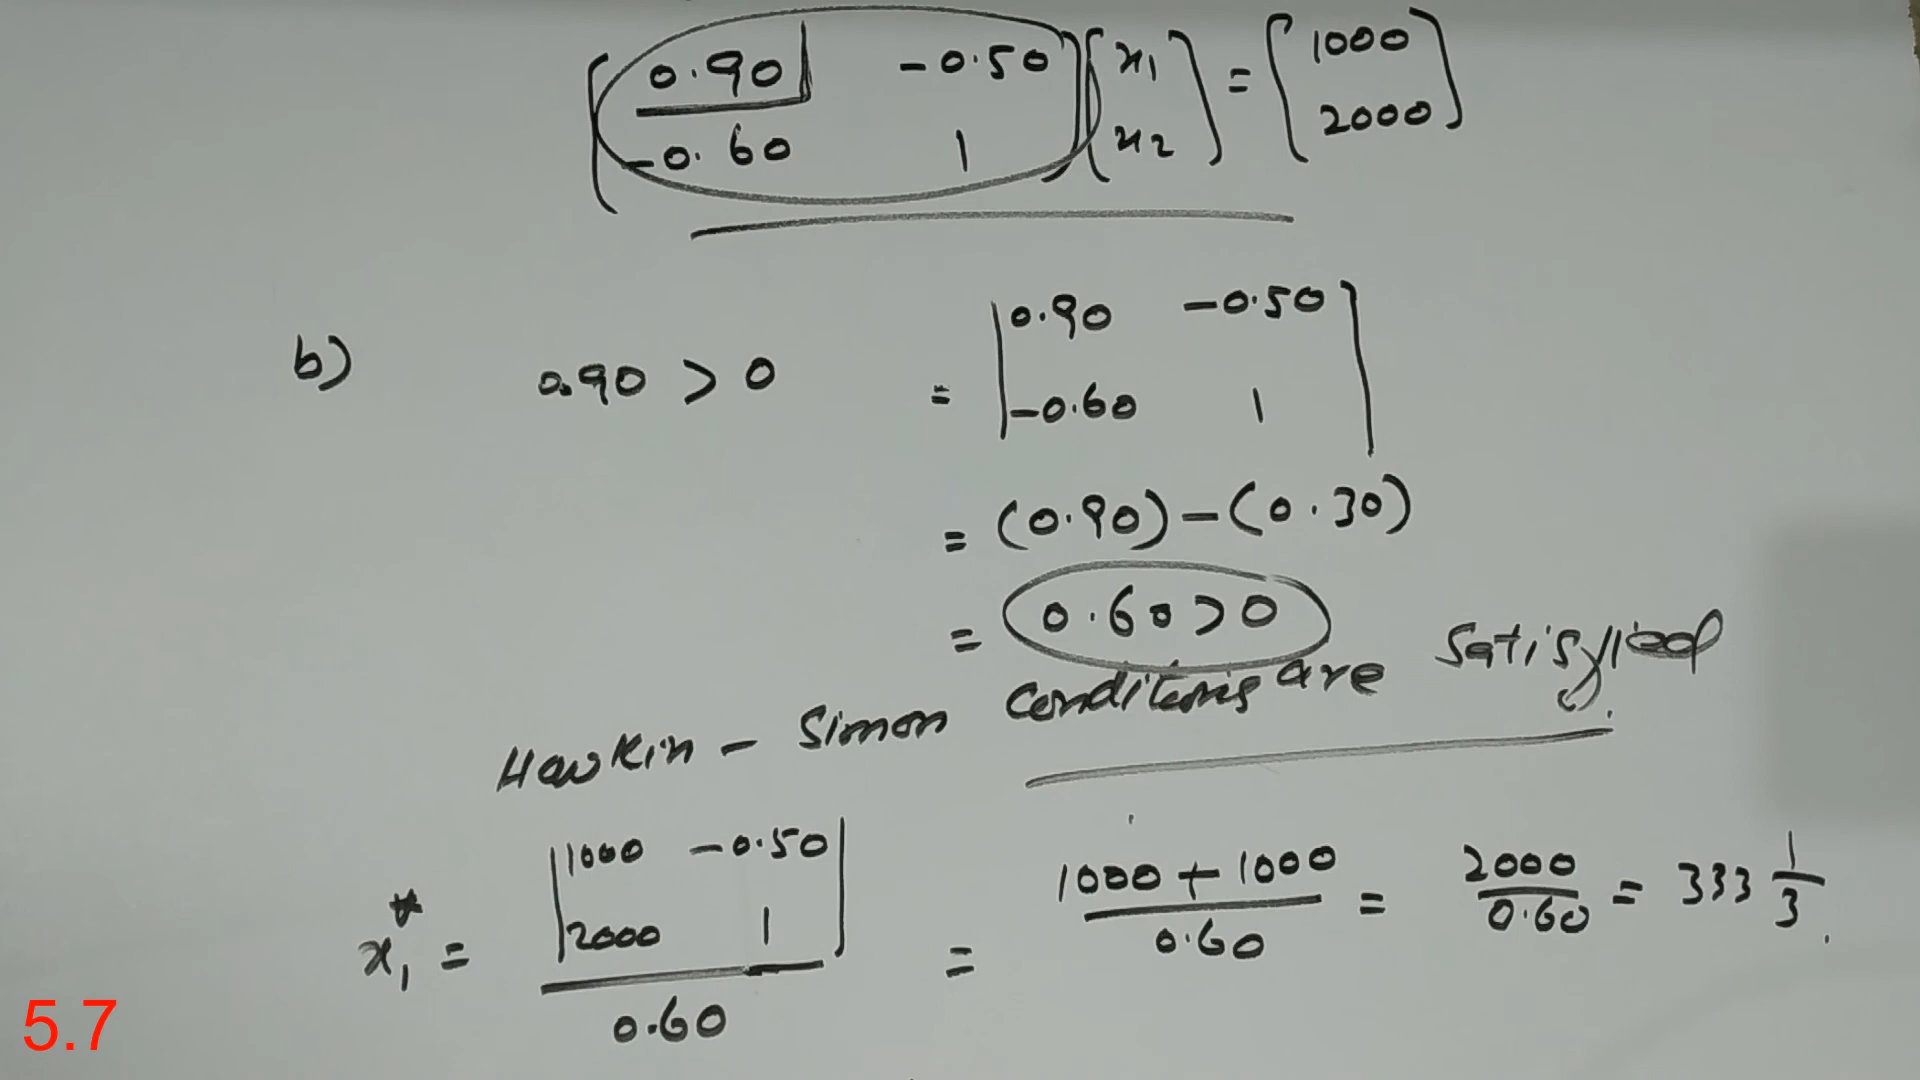 [0.90 -0.50] [x1] = [1000]
[-0.60 1] [x2] [2000]
b) 0.90 > 0 = |0.90 -0.50|
|-0.60 1|
= (0.90) - (0.30)
= 0.60 > 0
Hawkin - Simon conditions are satisfied.
x1* = |1000 -0.50| = 1000 + 1000 / 0.60 = 2000 / 0.60 = 333 1/3.
|2000 1|
0.60
5.7